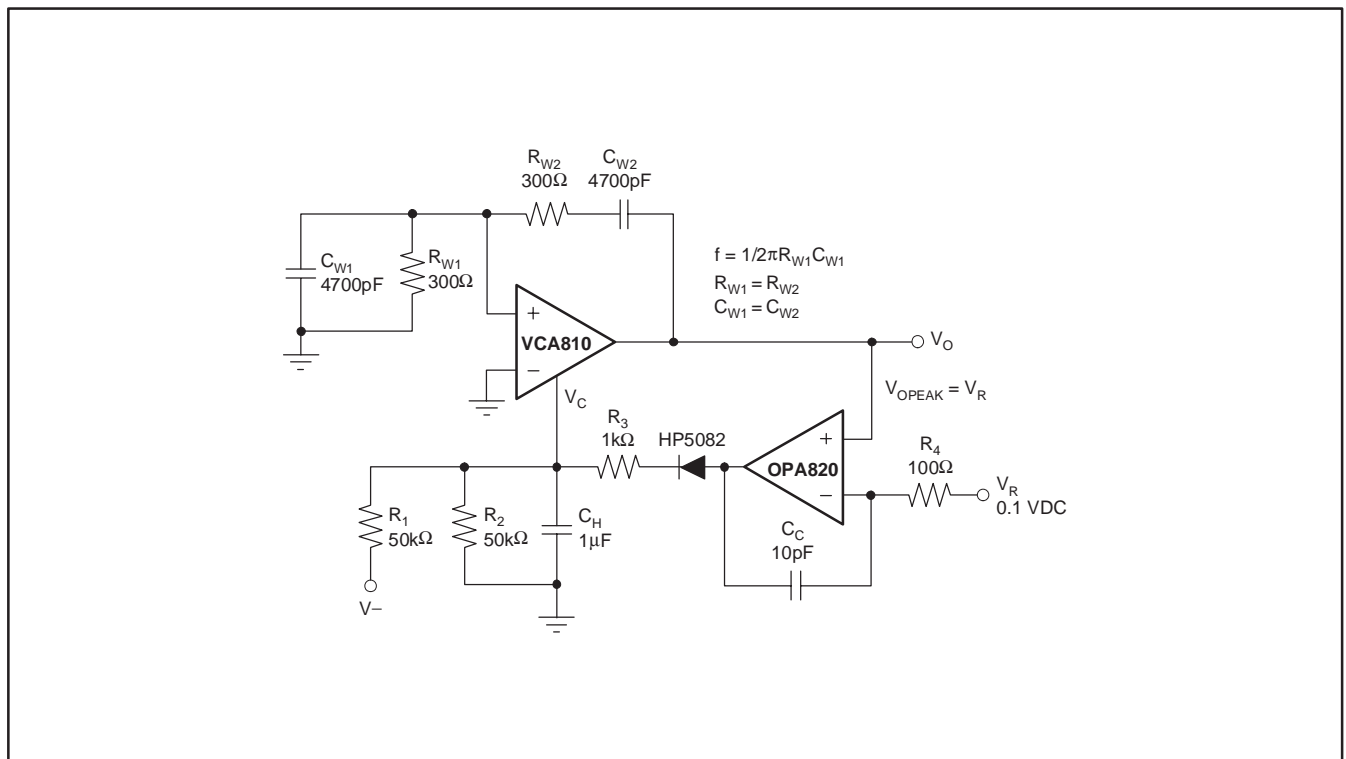 R_W2
300Ω
C_W2
4700pF
C_W1
4700pF
R_W1
300Ω
f = 1/2πR_W1C_W1
R_W1 = R_W2
C_W1 = C_W2
+
VCA810
−
V_C
V_O
V_OPEAK = V_R
R_3
1kΩ
HP5082
+
OPA820
−
R_4
100Ω
V_R
0.1 VDC
R_1
50kΩ
R_2
50kΩ
C_H
1µF
C_C
10pF
V−